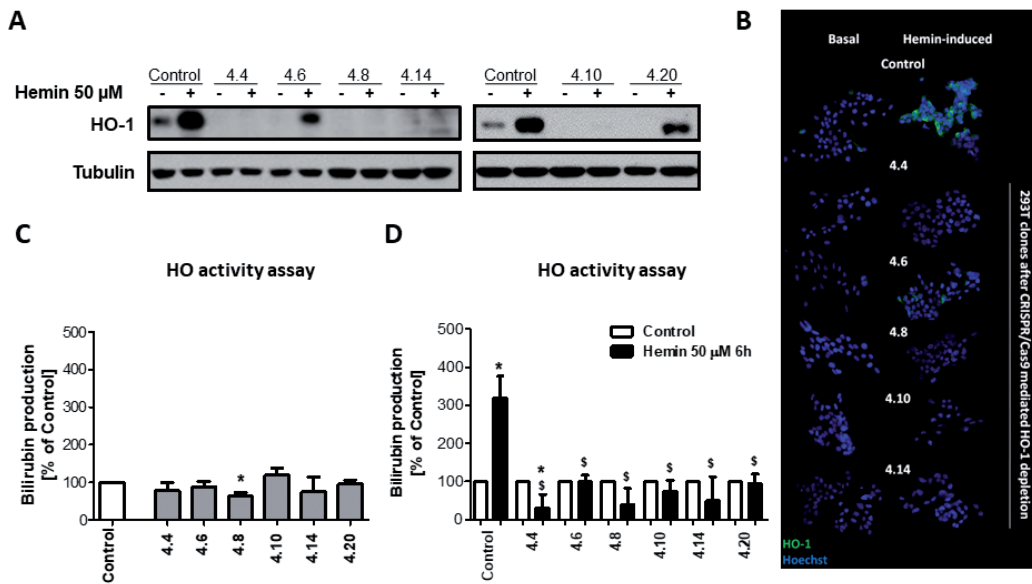 A
Control 4.4 4.6 4.8 4.14 Control 4.10 4.20
Hemin 50 µM - + - + - + - + - + - + - + - +
HO-1
Tubulin
B
Basal Hemin-induced
Control
4.4
4.6
4.8
4.10
4.14
293T clones after CRISPR/Cas9 mediated HO-1 depletion
HO-1
Hoechst
C
HO activity assay
Bilirubin production
[% of Control]
500
400
300
200
100
0
*
Control 4.4 4.6 4.8 4.10 4.14 4.20
D
HO activity assay
Bilirubin production
[% of Control]
500
400
300
200
100
0
Control
Hemin 50 µM 6h
* *
$ $ $ $ $ $
Control 4.4 4.6 4.8 4.10 4.14 4.20